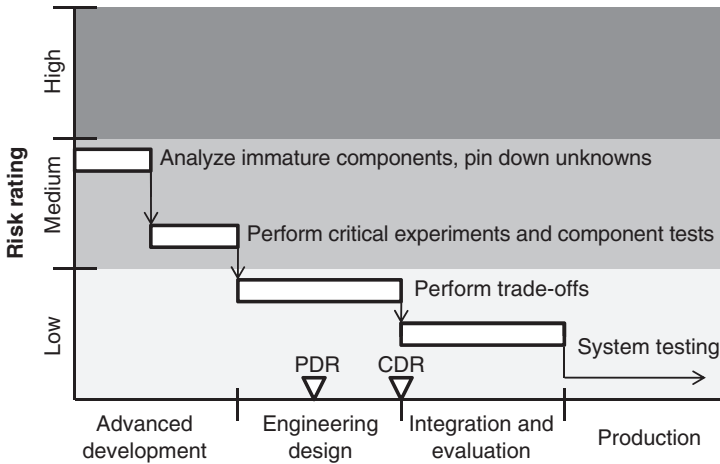 Risk rating
High
Medium
Low
Analyze immature components, pin down unknowns
Perform critical experiments and component tests
Perform trade-offs
System testing
PDR
CDR
Advanced
development
Engineering
design
Integration and
evaluation
Production